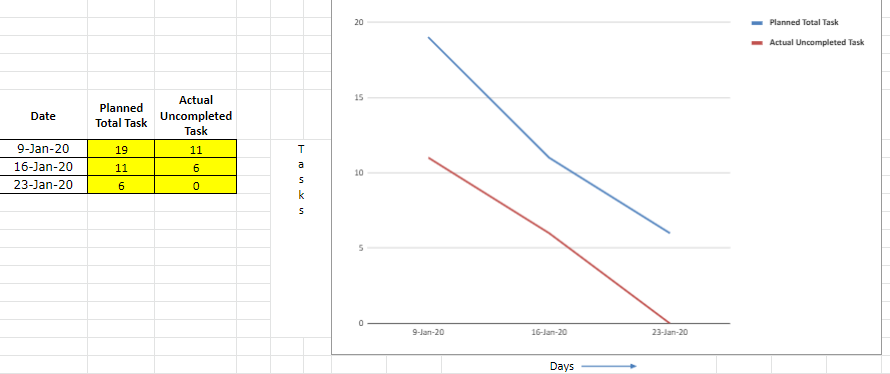 Date Planned Total Task Actual Uncompleted Task
9-Jan-20 19 11
16-Jan-20 11 6
23-Jan-20 6 0
Tasks
20
15
10
5
0
9-Jan-20 16-Jan-20 23-Jan-20
Days
Planned Total Task
Actual Uncompleted Task